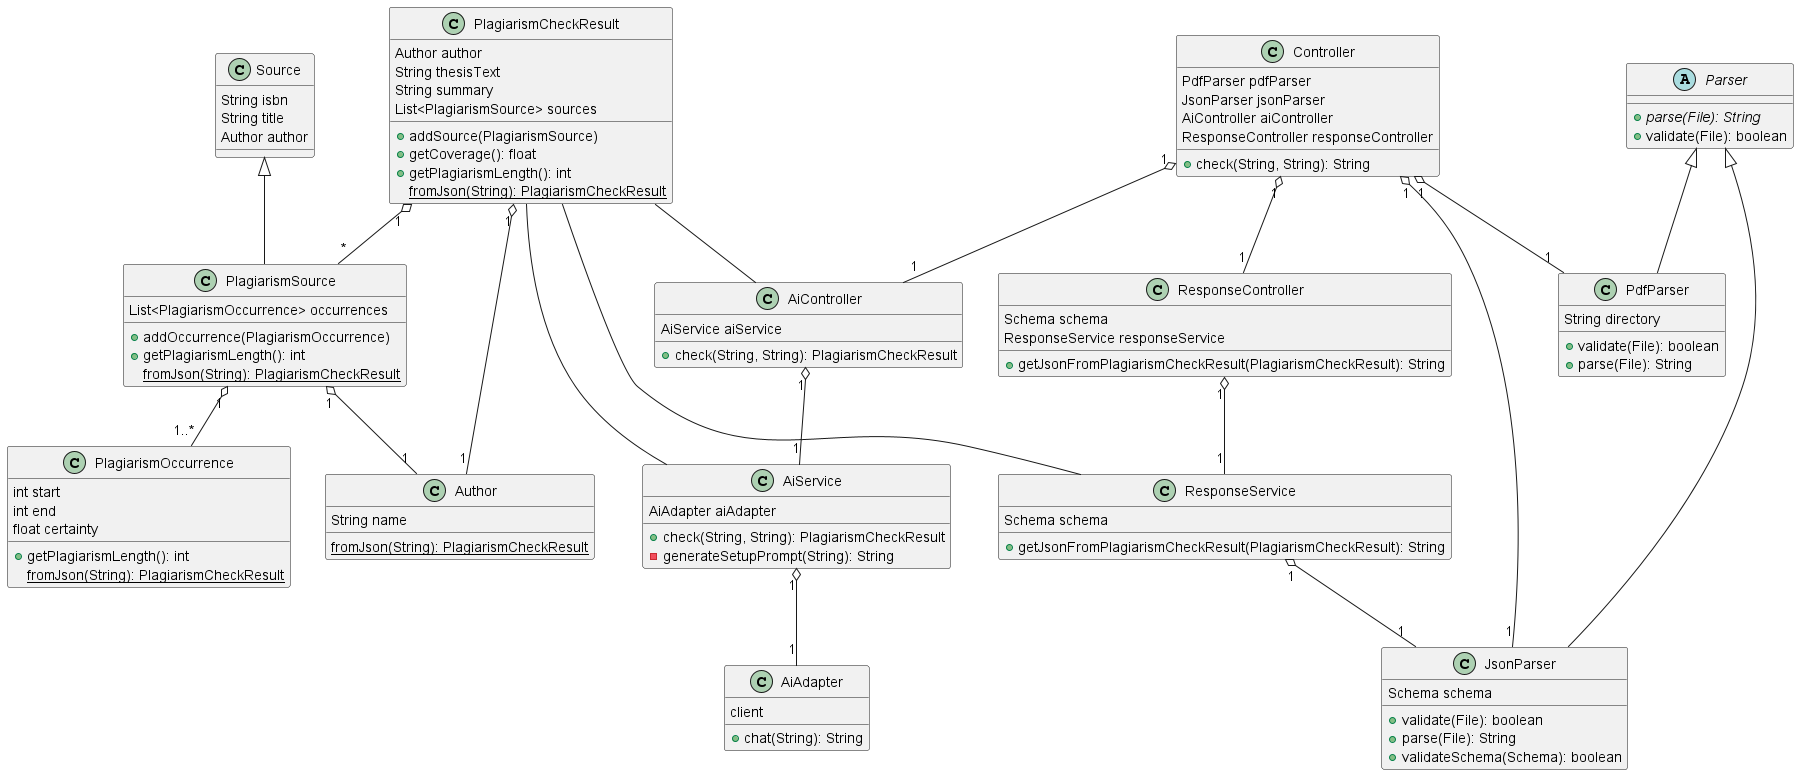 C PlagiarismCheckResult
Author author
String thesisText
String summary
List<PlagiarismSource> sources
addSource(PlagiarismSource)
getCoverage(): float
getPlagiarismLength(): int
fromJson(String): PlagiarismCheckResult
C Controller
PdfParser pdfParser
JsonParser jsonParser
AiController aiController
ResponseController responseController
check(String, String): String
C Source
String isbn
String title
Author author
A Parser
parse(File): String
validate(File): boolean
1
1
1
1
1
1
*
1
1
1
C PlagiarismSource
List<PlagiarismOccurrence> occurrences
addOccurrence(PlagiarismOccurrence)
getPlagiarismLength(): int
fromJson(String): PlagiarismCheckResult
C AiController
AiService aiService
check(String, String): PlagiarismCheckResult
C ResponseController
Schema schema
ResponseService responseService
getJsonFromPlagiarismCheckResult(PlagiarismCheckResult): String
C PdfParser
String directory
validate(File): boolean
parse(File): String
1
1
1
1
1..*
1
1
1
1
C PlagiarismOccurrence
int start
int end
float certainty
getPlagiarismLength(): int
fromJson(String): PlagiarismCheckResult
C Author
String name
fromJson(String): PlagiarismCheckResult
C AiService
AiAdapter aiAdapter
check(String, String): PlagiarismCheckResult
generateSetupPrompt(String): String
C ResponseService
Schema schema
getJsonFromPlagiarismCheckResult(PlagiarismCheckResult): String
1
1
1
1
1
C AiAdapter
client
chat(String): String
C JsonParser
Schema schema
validate(File): boolean
parse(File): String
validateSchema(Schema): boolean